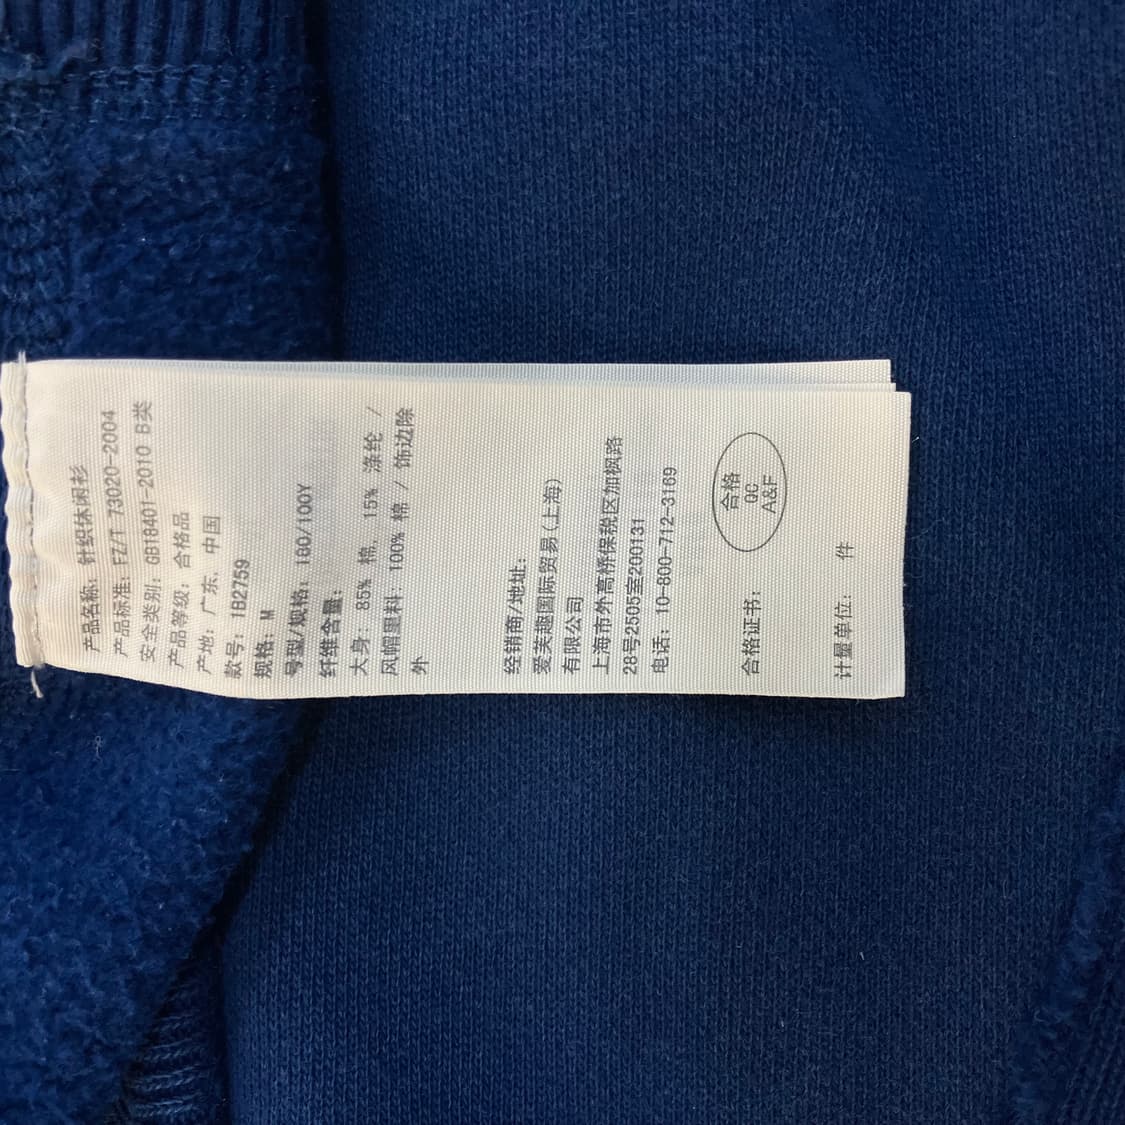 产品名称: 针织休闲衫
产品标准: FZ/T 73020-2004
安全类别: GB18401-2010 B类
产品等级: 合格品
产地: 广东, 中国
款号: 1B2759
规格: M
号型/规格: 180/100Y
纤维含量:
大身: 85% 棉, 15% 涤纶 /
风帽里料: 100% 棉 / 饰边除
外
经销商/地址:
爱芙趣国际贸易(上海)
有限公司
上海市外高桥保税区加枫路
28号2505室200131
电话: 10-800-712-3169
合格
QC
A&F
合格证书:
计量单位: 件